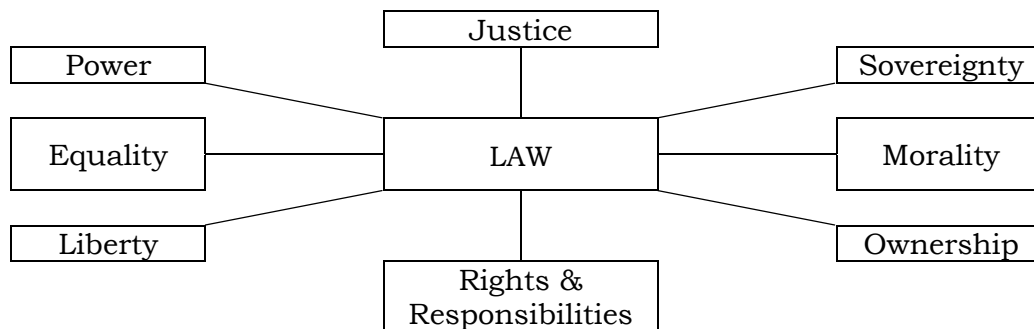 Justice
Power
Sovereignty
Equality
LAW
Morality
Liberty
Ownership
Rights &
Responsibilities